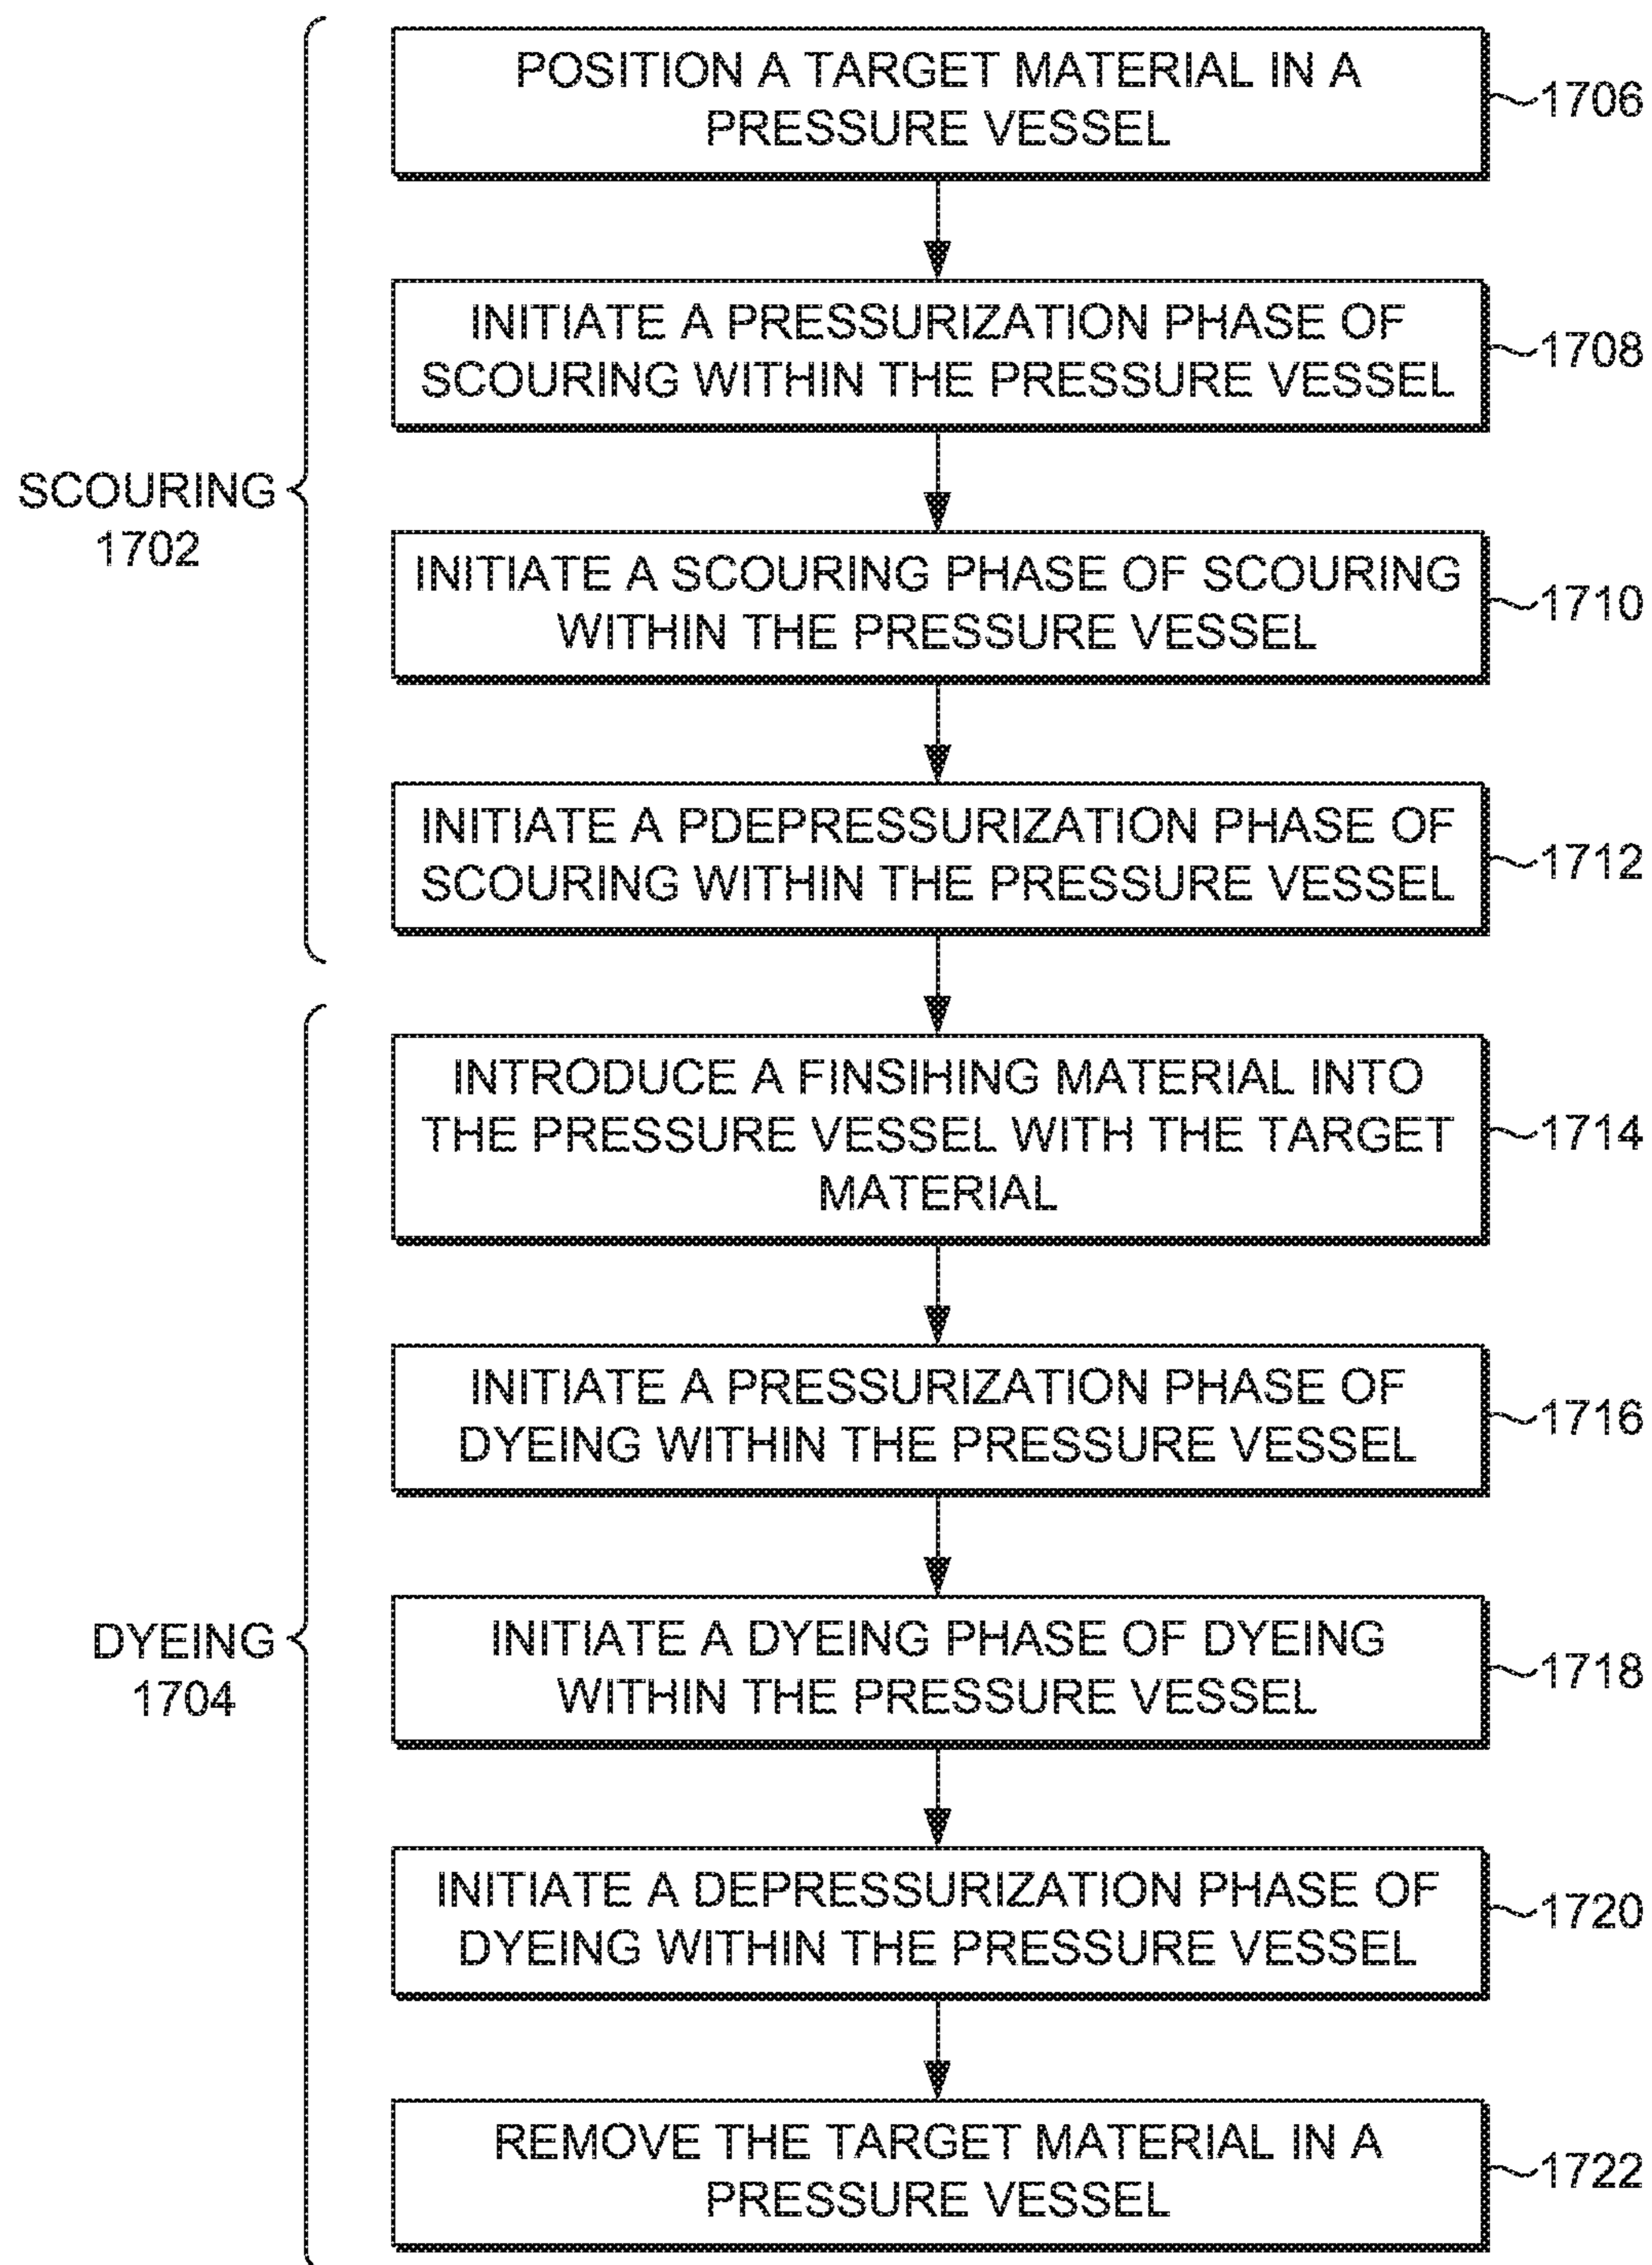 POSITION A TARGET MATERIAL IN A
PRESSURE VESSEL
1706
INITIATE A PRESSURIZATION PHASE OF
SCOURING WITHIN THE PRESSURE VESSEL
1708
SCOURING
1702
INITIATE A SCOURING PHASE OF SCOURING
WITHIN THE PRESSURE VESSEL
1710
INITIATE A PDEPRESSURIZATION PHASE OF
SCOURING WITHIN THE PRESSURE VESSEL
1712
INTRODUCE A FINSIHING MATERIAL INTO
THE PRESSURE VESSEL WITH THE TARGET
MATERIAL
1714
INITIATE A PRESSURIZATION PHASE OF
DYEING WITHIN THE PRESSURE VESSEL
1716
DYEING
1704
INITIATE A DYEING PHASE OF DYEING
WITHIN THE PRESSURE VESSEL
1718
INITIATE A DEPRESSURIZATION PHASE OF
DYEING WITHIN THE PRESSURE VESSEL
1720
REMOVE THE TARGET MATERIAL IN A
PRESSURE VESSEL
1722